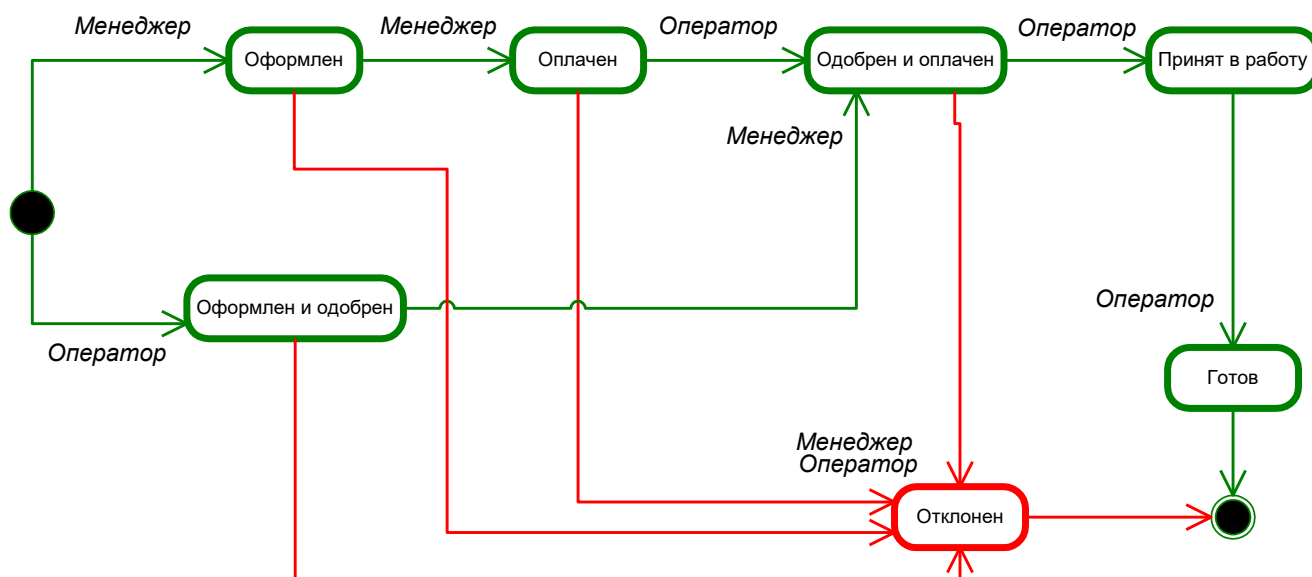 Менеджер
Менеджер
Оператор
Оператор
Оформлен
Оплачен
Одобрен и оплачен
Принят в работу
Менеджер
Оформлен и одобрен
Оператор
Оператор
Готов
Менеджер
Оператор
Отклонен